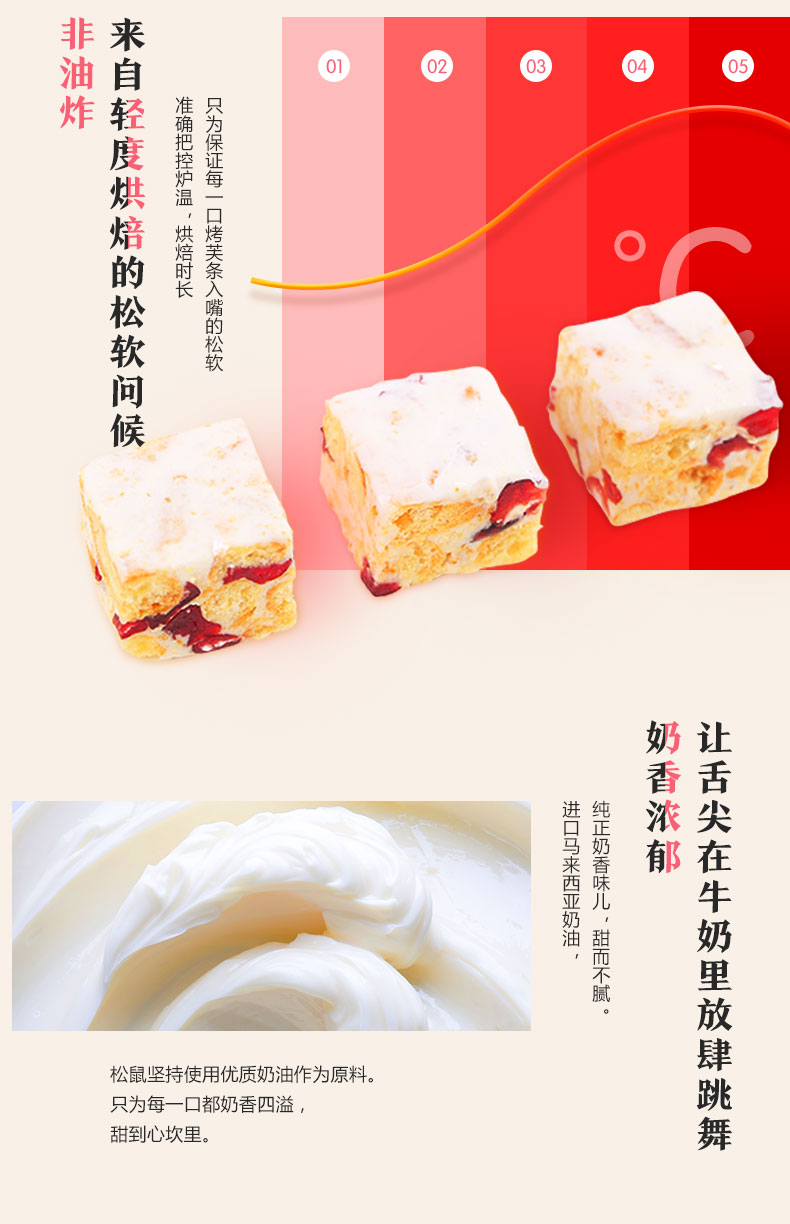 非油炸
来自轻度烘焙的松软问候
准确把控炉温，烘焙时长
只为保证每一口烤芙条入嘴的松软
01
02
03
04
05
°C
奶香浓郁
让舌尖在牛奶里放肆跳舞
进口马来西亚奶油，
纯正奶香味儿，甜而不腻。
松鼠坚持使用优质奶油作为原料。
只为每一口都奶香四溢，
甜到心坎里。